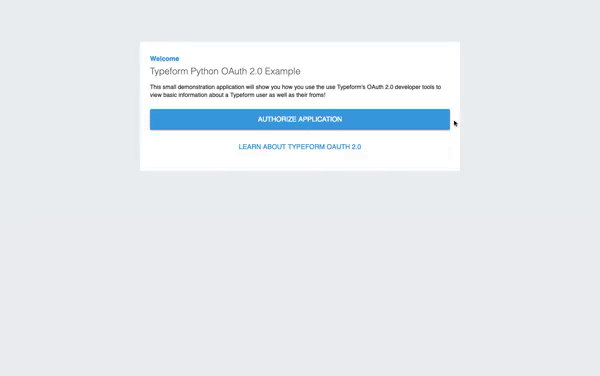 Welcome
Typeform Python OAuth 2.0 Example
This small demonstration application will show you how you use the use Typeform's OAuth 2.0 developer tools to
view basic information about a Typeform user as well as their froms!
AUTHORIZE APPLICATION
LEARN ABOUT TYPEFORM OAUTH 2.0